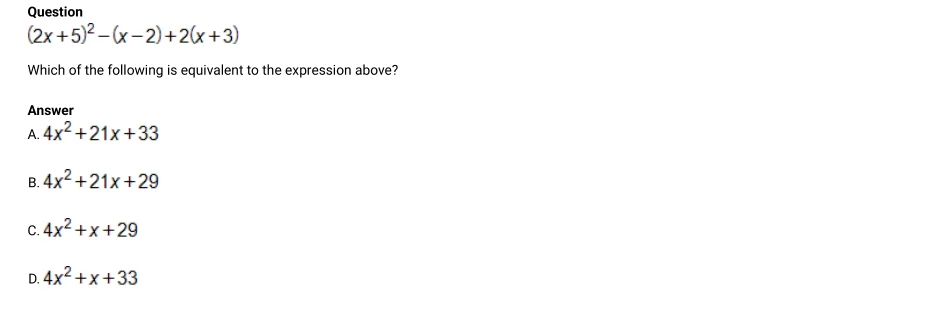 Question
(2x+5)²−(x−2)+2(x+3)
Which of the following is equivalent to the expression above?
Answer
A. 4x²+21x+33
B. 4x²+21x+29
C. 4x²+x+29
D. 4x²+x+33